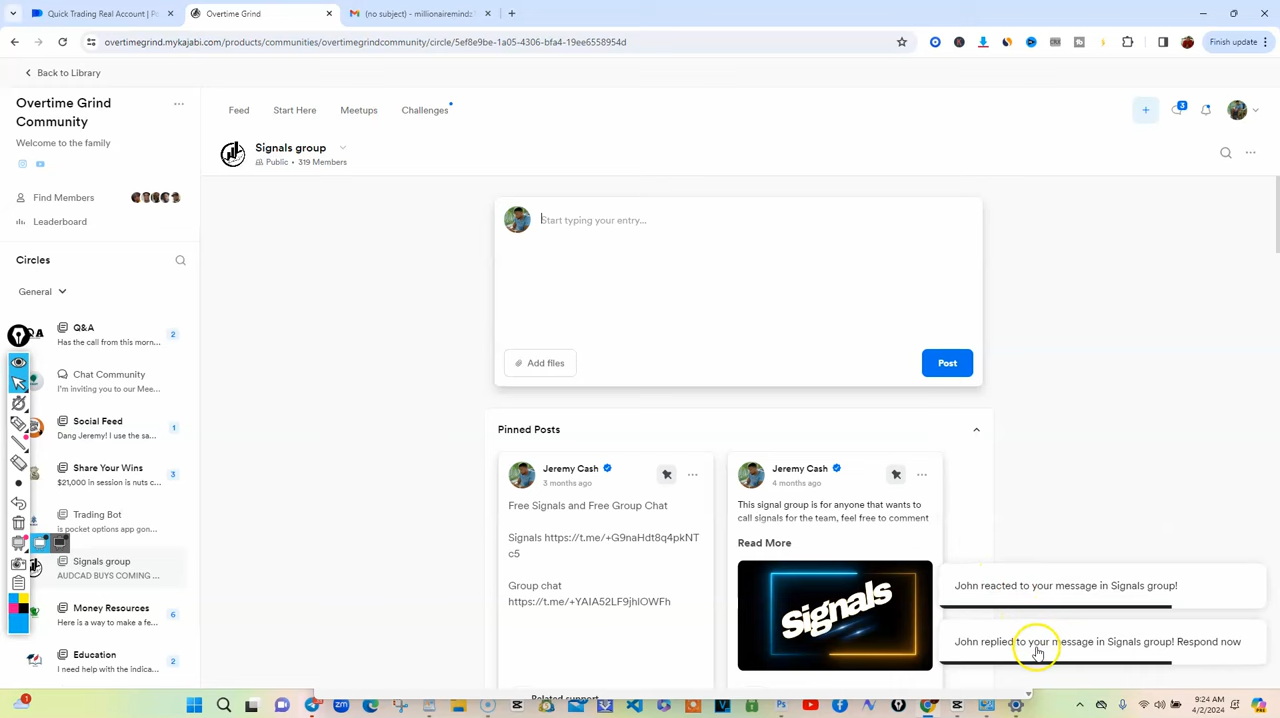 Quick Trading Real Account | Po
Overtime Grind
(no subject) - millionairemind:
overtimegrind.mykajabi.com/products/communities/overtimegrindcommunity/circle/5ef8e9be-1a05-4306-bfa4-19ee6558954d
Finish update
Back to Library
Overtime Grind
Community
Welcome to the family
Find Members
Leaderboard
Circles
General
Q&A
Has the call from this morn...
2
Chat Community
I'm inviting you to our Mee...
Social Feed
Dang Jeremy! I use the sa...
1
Share Your Wins
$21,000 in session is nuts c...
3
Trading Bot
is pocket options app gon...
Signals group
AUDCAD BUYS COMING ...
Money Resources
Here is a way to make a fe...
6
Education
I need help with the indica...
2
Feed
Start Here
Meetups
Challenges
3
Signals group
Public • 319 Members
Start typing your entry...
Add files
Post
Pinned Posts
Jeremy Cash
3 months ago
Free Signals and Free Group Chat
Signals https://t.me/+G9naHdt8q4pkNT
c5
Group chat
https://t.me/+YAIA52LF9jhlOWFh
Jeremy Cash
4 months ago
This signal group is for anyone that wants to
call signals for the team, feel free to comment
Read More
Signals
John reacted to your message in Signals group!
John replied to your message in Signals group! Respond now
Related support
1
zm
Ps
9:24 AM
4/2/2024